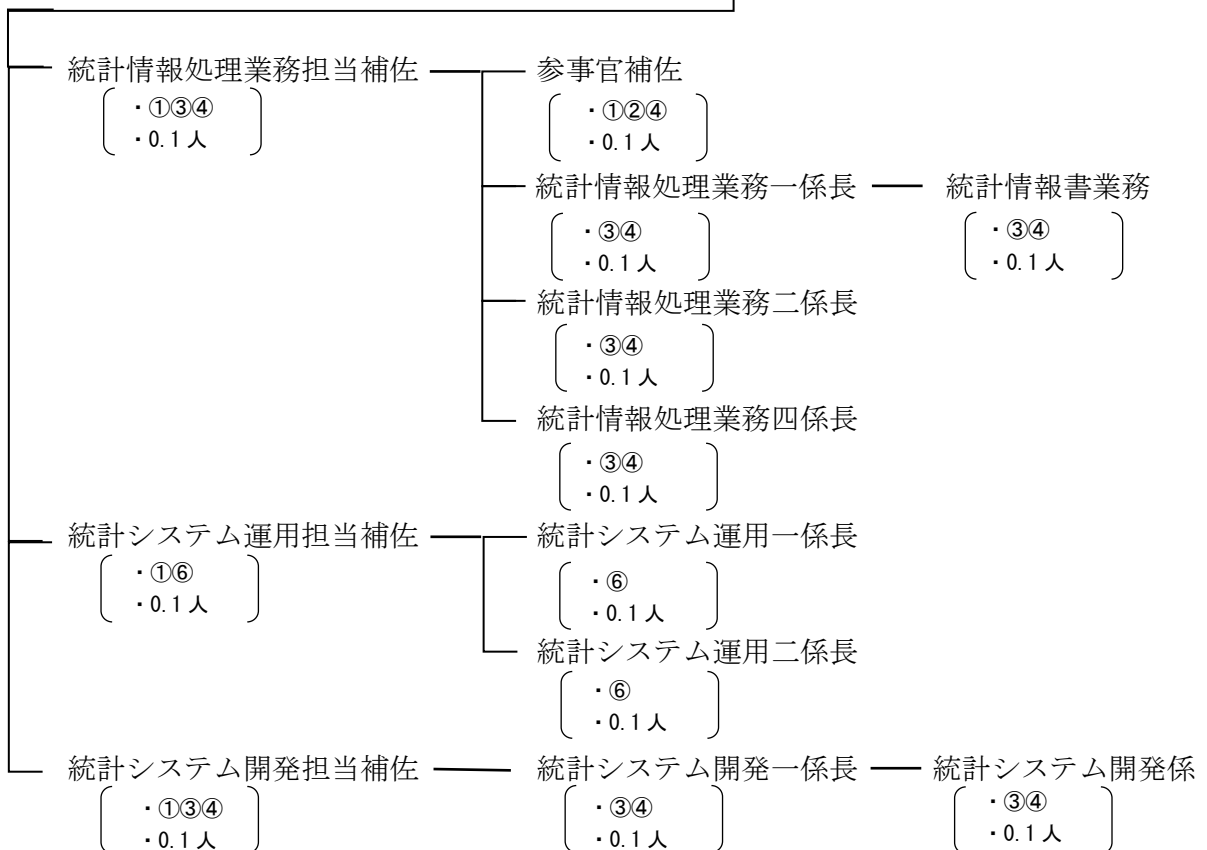 統計情報処理業務担当補佐
・①③④
・0.1人
参事官補佐
・①②④
・0.1人
統計情報処理業務一係長
・③④
・0.1人
統計情報書業務
・③④
・0.1人
統計情報処理業務二係長
・③④
・0.1人
統計情報処理業務四係長
・③④
・0.1人
統計システム運用担当補佐
・①⑥
・0.1人
統計システム運用一係長
・⑥
・0.1人
統計システム運用二係長
・⑥
・0.1人
統計システム開発担当補佐
・①③④
・0.1人
統計システム開発一係長
・③④
・0.1人
統計システム開発係
・③④
・0.1人